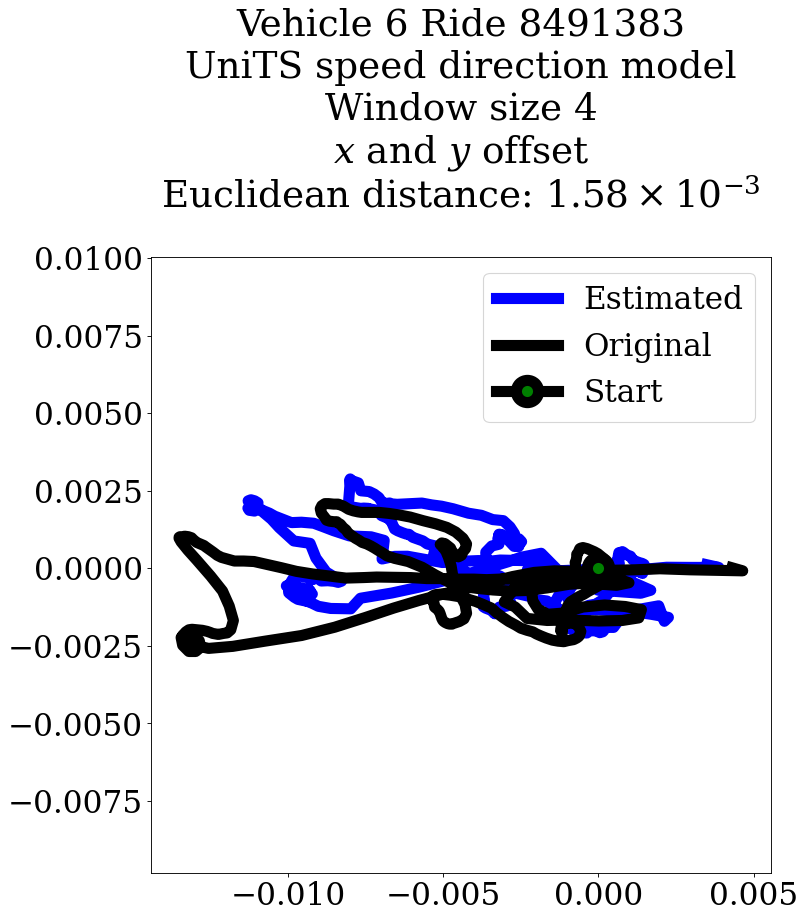 Vehicle 6 Ride 8491383
UniTS speed direction model
Window size 4
x and y offset
Euclidean distance: 1.58 × 10⁻³
Estimated
Original
Start
0.0100
0.0075
0.0050
0.0025
0.0000
−0.0025
−0.0050
−0.0075
−0.010 −0.005 0.000 0.005